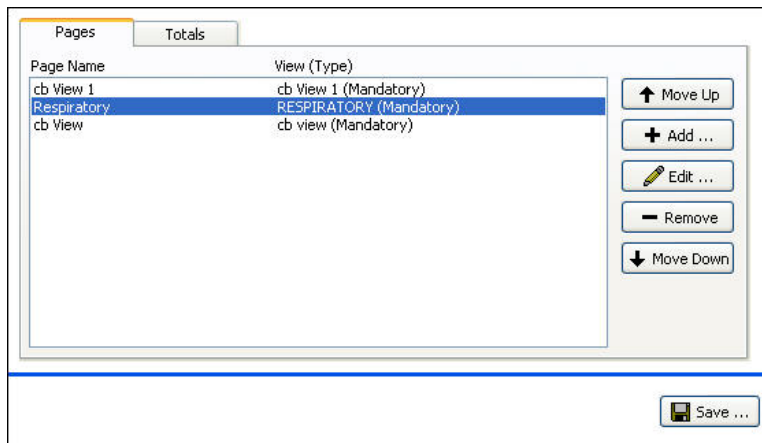 Pages Totals
Page Name View (Type)
cb View 1 cb View 1 (Mandatory)
Respiratory RESPIRATORY (Mandatory)
cb View cb view (Mandatory)
Move Up
Add ...
Edit ...
Remove
Move Down
Save ...